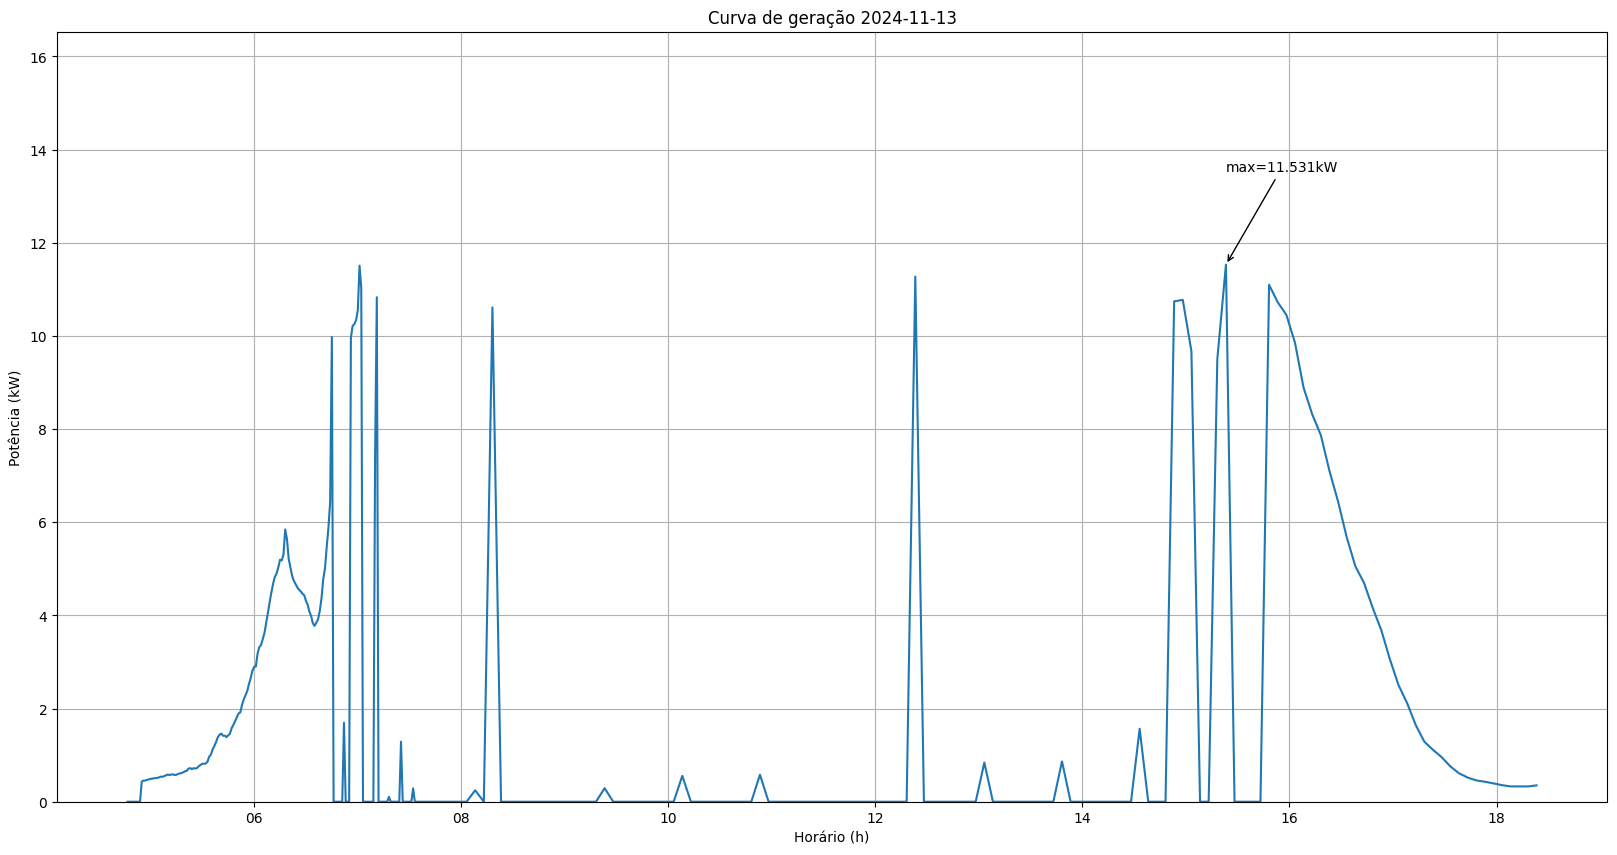 Curva de geração 2024-11-13
16
14
max=11.531kW
12
10
8
6
4
2
0
Potência (kW)
06 08 10 12 14 16 18
Horário (h)